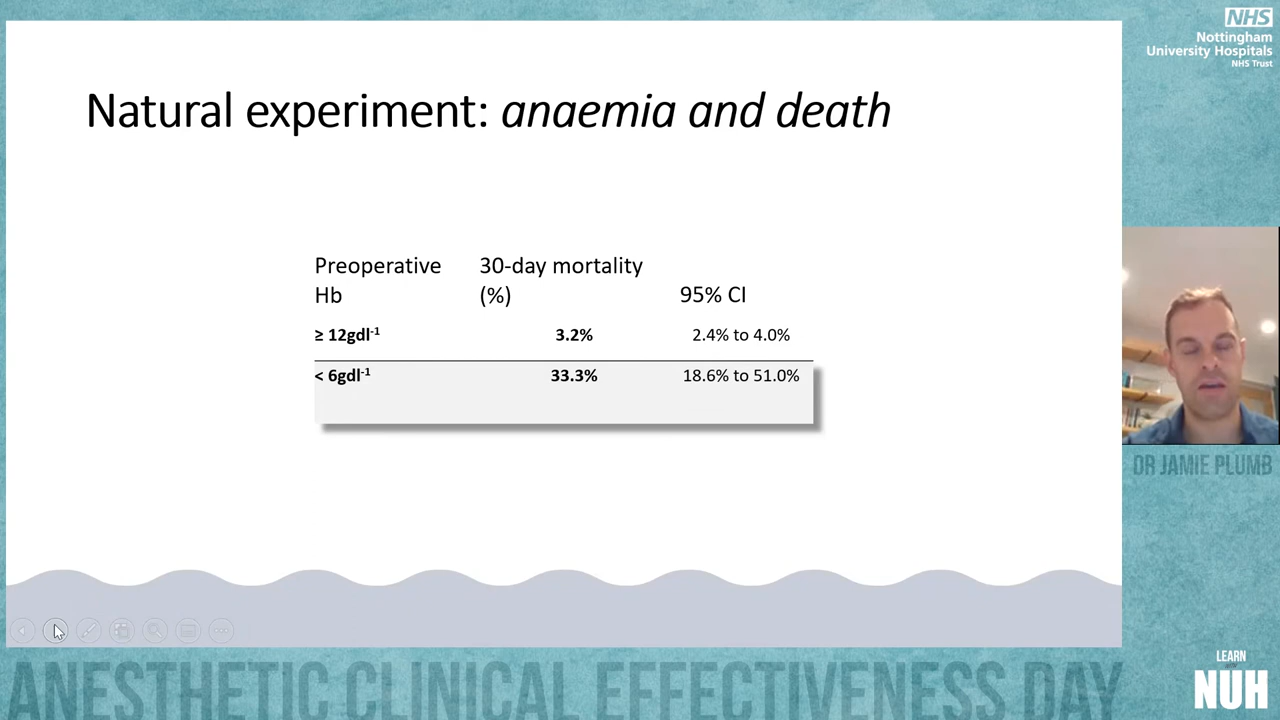 Natural experiment: anaemia and death
Preoperative Hb
30-day mortality (%)
95% CI
≥ 12gdl-1 3.2% 2.4% to 4.0%
< 6gdl-1 33.3% 18.6% to 51.0%
NHS
Nottingham
University Hospitals
NHS Trust
DR JAMIE PLUMB
ANESTHETIC CLINICAL EFFECTIVENESS DAY
LEARN
NUH